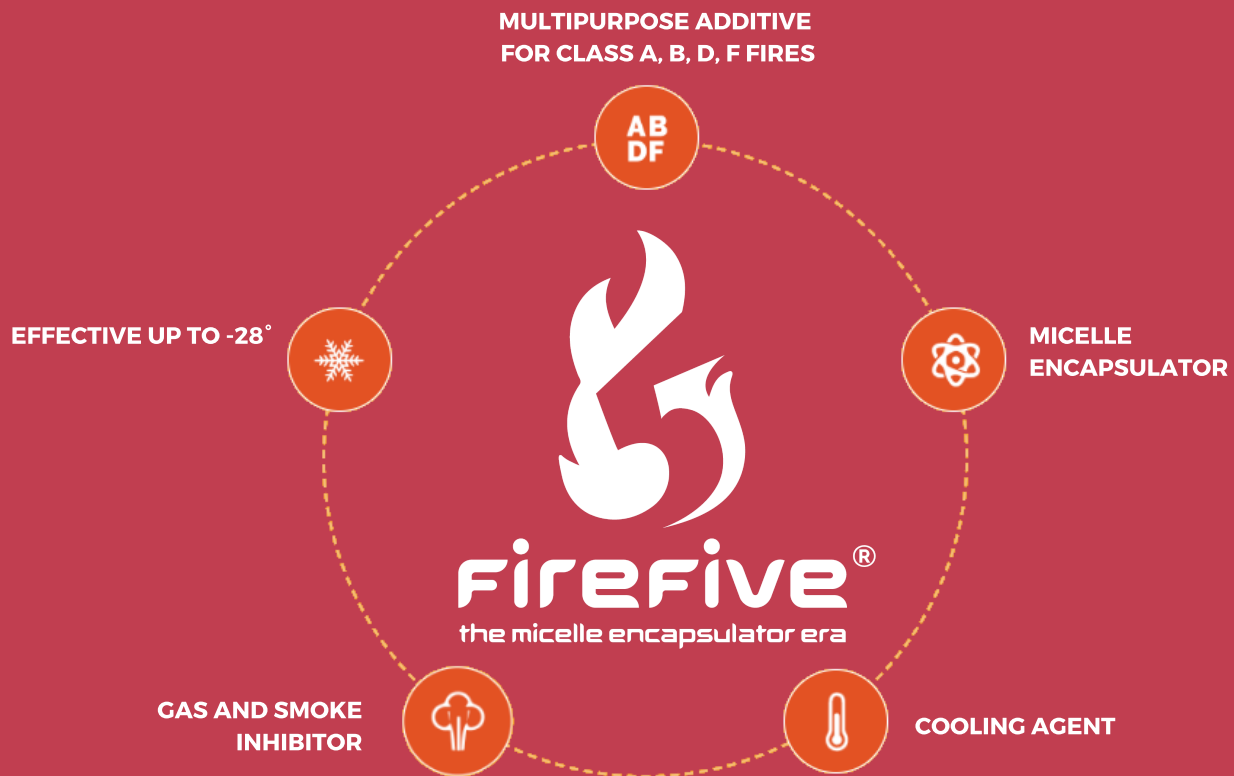 MULTIPURPOSE ADDITIVE
FOR CLASS A, B, D, F FIRES
AB
DF
EFFECTIVE UP TO -28°
MICELLE
ENCAPSULATOR
FIREFIVE®
the micelle encapsulator era
GAS AND SMOKE
INHIBITOR
COOLING AGENT